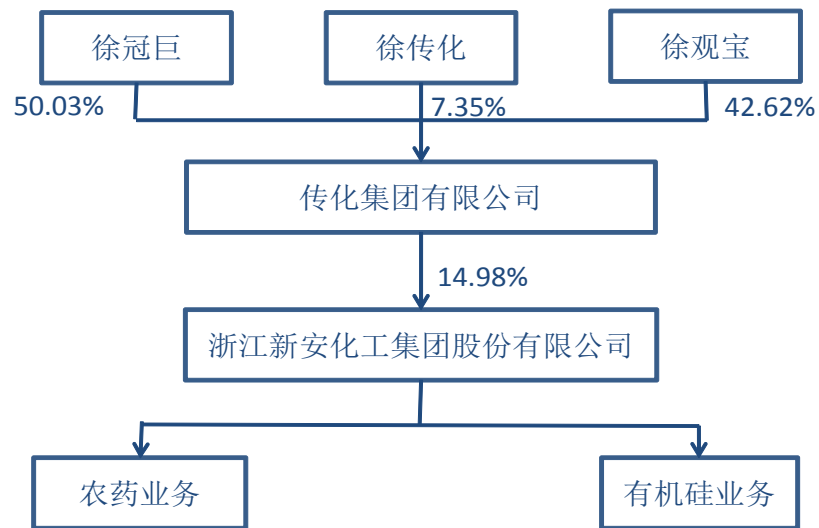 徐冠巨
徐传化
徐观宝
50.03%
7.35%
42.62%
传化集团有限公司
14.98%
浙江新安化工集团股份有限公司
农药业务
有机硅业务